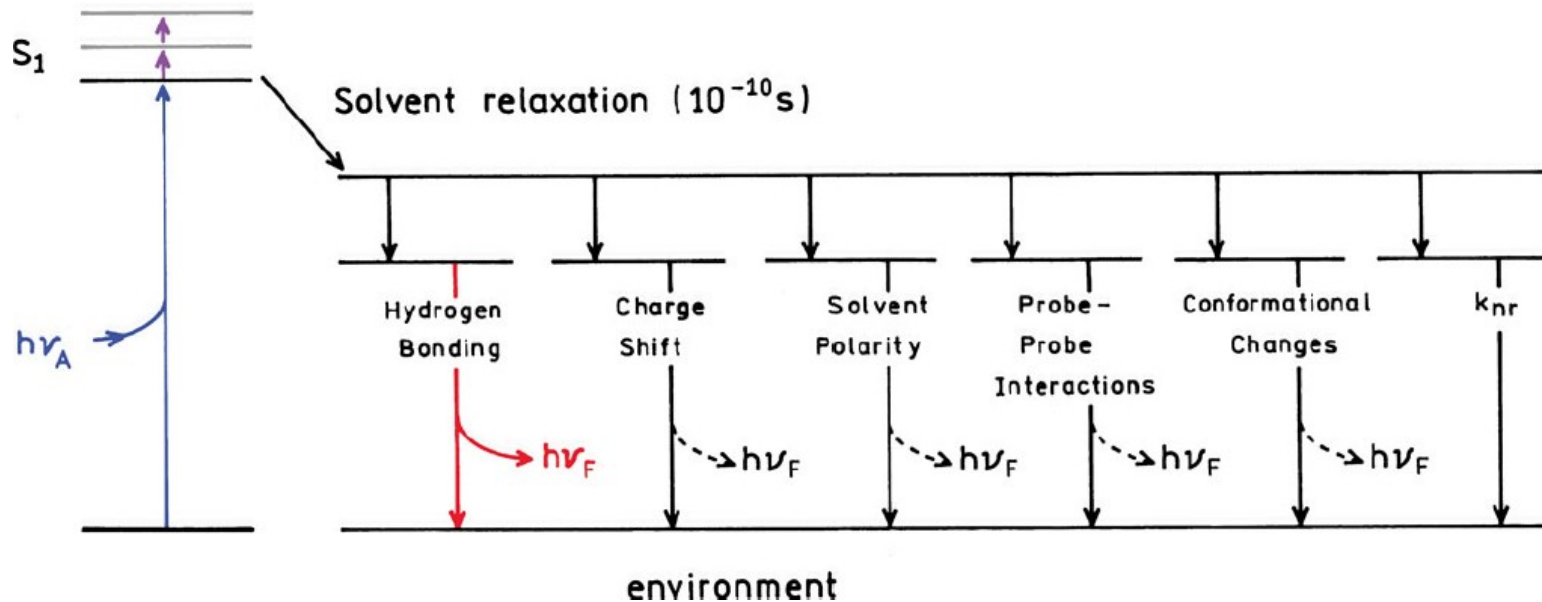 S₁
Solvent relaxation (10⁻¹⁰s)
hνA
Hydrogen
Bonding
Charge
Shift
Solvent
Polarity
Probe-
Probe
Interactions
Conformational
Changes
knr
hνF
hνF
hνF
hνF
hνF
environment